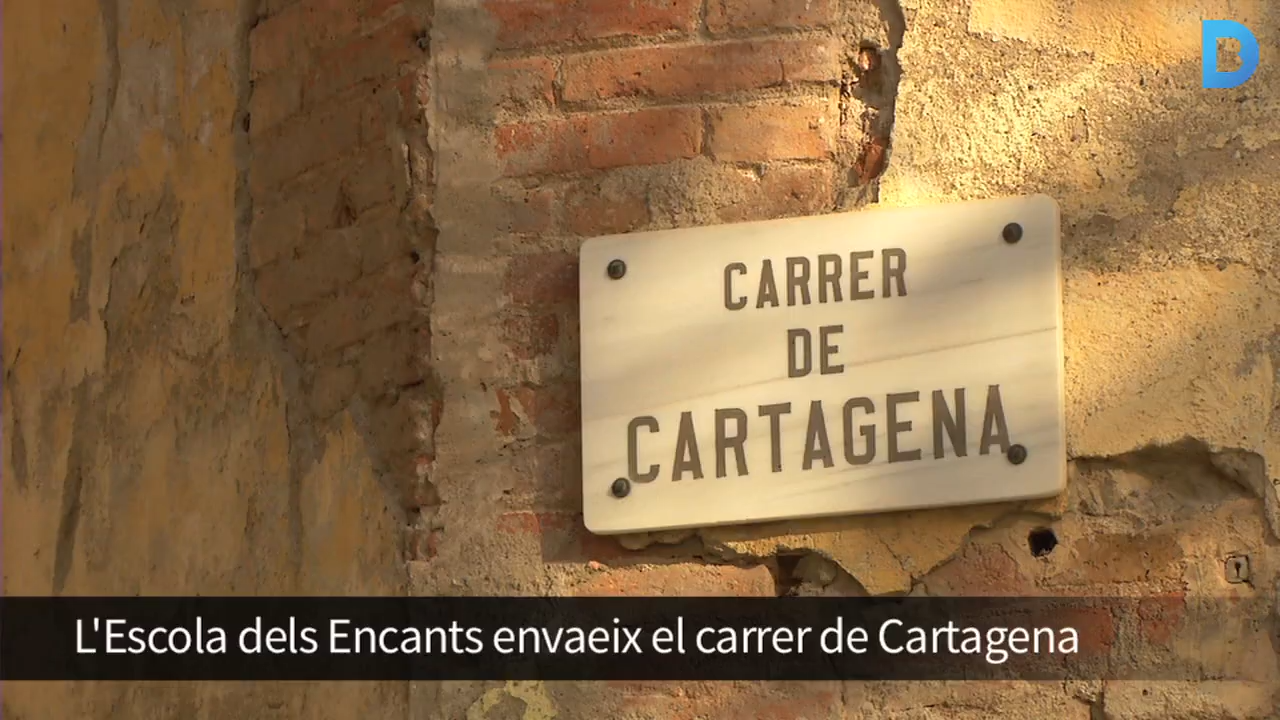 CARRER
DE
CARTAGENA
L'Escola dels Encants envaeix el carrer de Cartagena